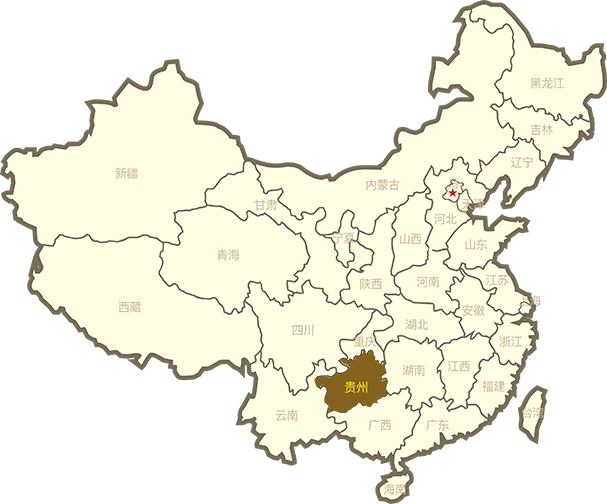 黑龙江
吉林
辽宁
新疆
内蒙古
甘肃
天津
河北
宁夏
山西
山东
青海
陕西
河南
江苏
上海
西藏
安徽
四川
湖北
重庆
浙江
湖南
江西
贵州
福建
云南
台湾
广西
广东
海南